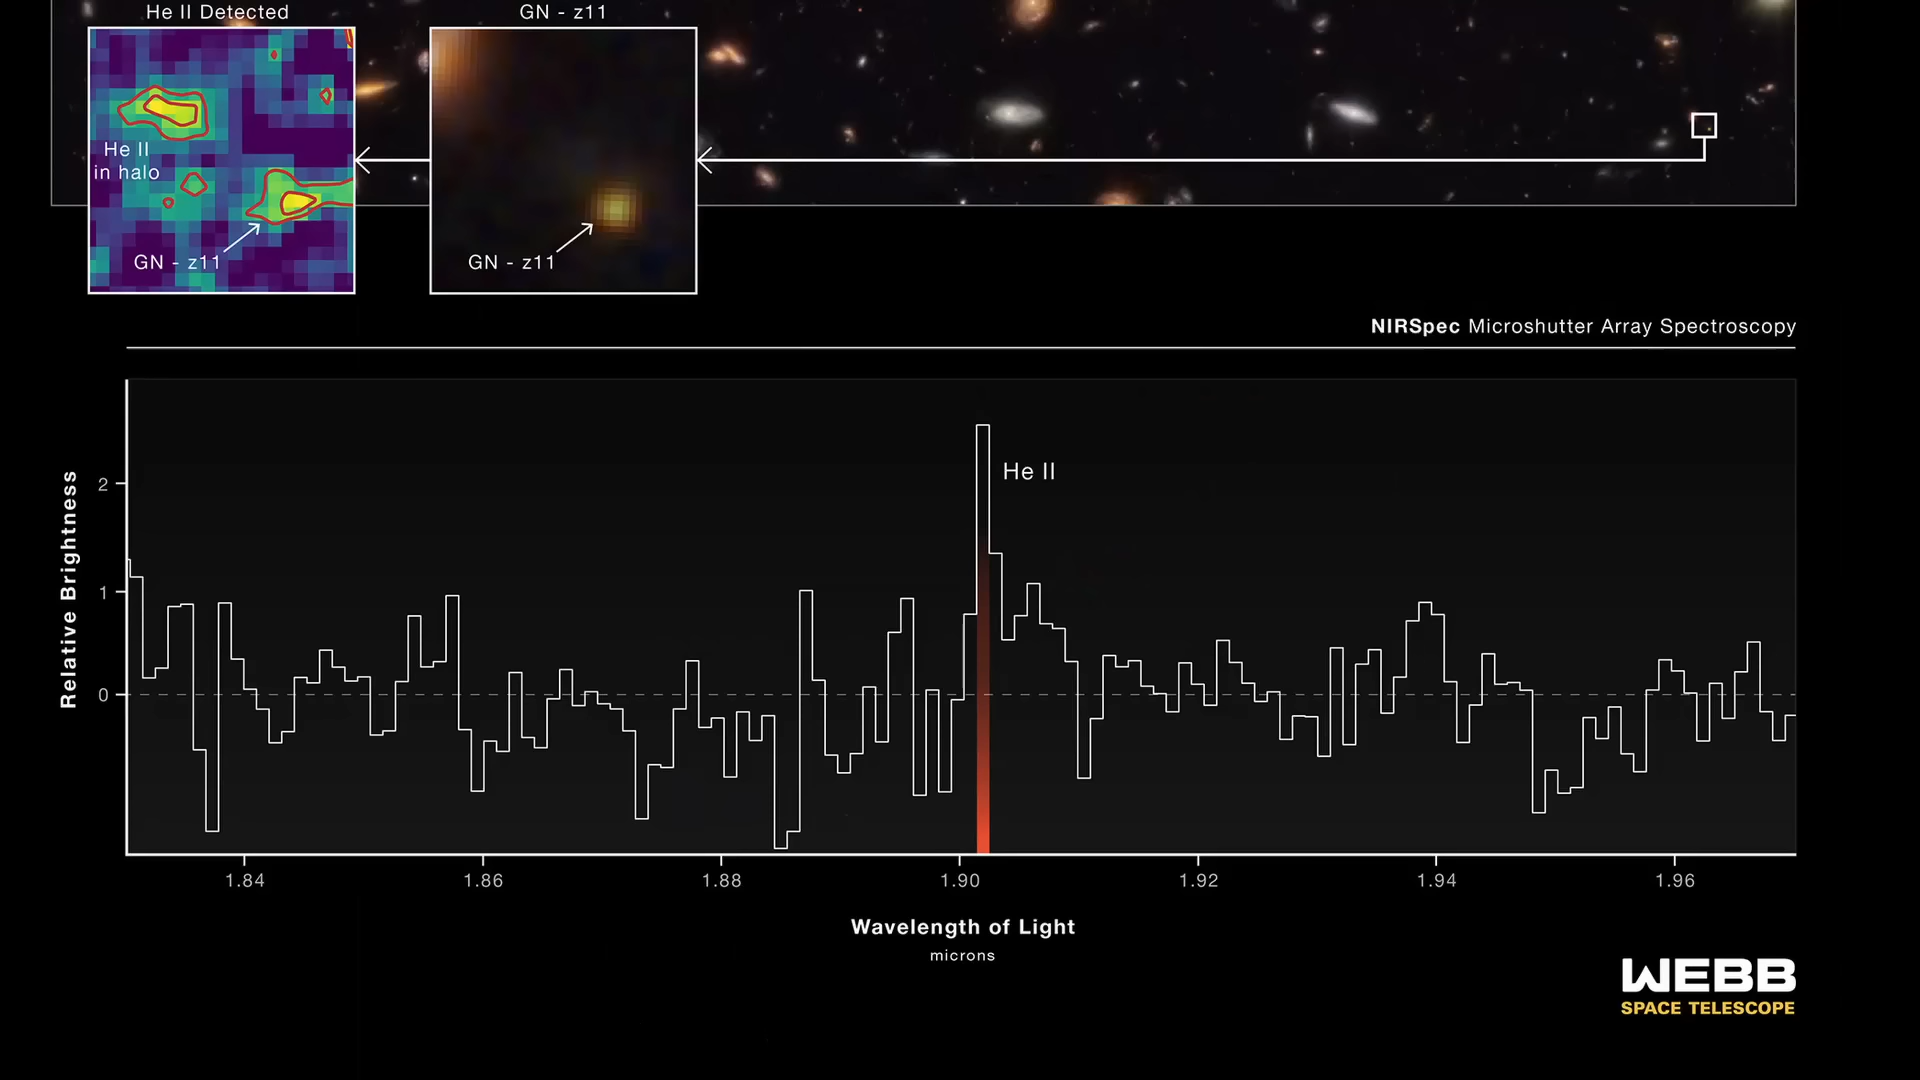 He II Detected
GN - z11
He II
in halo
GN - z11
GN - z11
NIRSpec Microshutter Array Spectroscopy
Relative Brightness
2
1
0
He II
1.84 1.86 1.88 1.90 1.92 1.94 1.96
Wavelength of Light
microns
WEBB
SPACE TELESCOPE